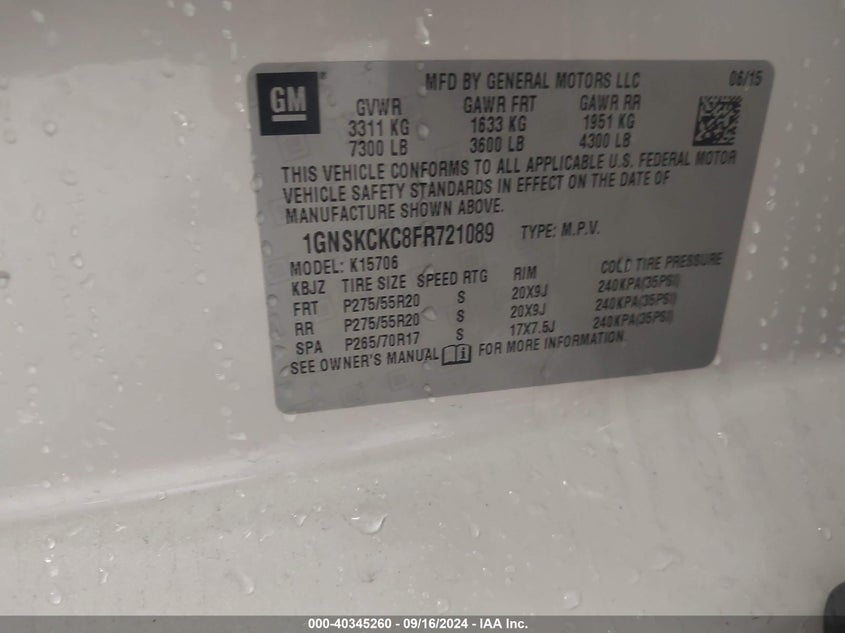 GM ®
MFD BY GENERAL MOTORS LLC 06/15
GVWR GAWR FRT GAWR RR
3311 KG 1633 KG 1951 KG
7300 LB 3600 LB 4300 LB
THIS VEHICLE CONFORMS TO ALL APPLICABLE U.S. FEDERAL MOTOR
VEHICLE SAFETY STANDARDS IN EFFECT ON THE DATE OF
MANUFACTURE SHOWN ABOVE.
1GNSKCKC8FR721089 TYPE: M.P.V.
MODEL: K15706
KBJZ TIRE SIZE SPEED RTG RIM COLD TIRE PRESSURE
FRT P275/55R20 S 20X9J 240KPA(35PSI)
RR P275/55R20 S 20X9J 240KPA(35PSI)
SPA P265/70R17 S 17X7.5J 240KPA(35PSI)
SEE OWNER'S MANUAL FOR MORE INFORMATION.
000-40345260 - 09/16/2024 - IAA Inc.